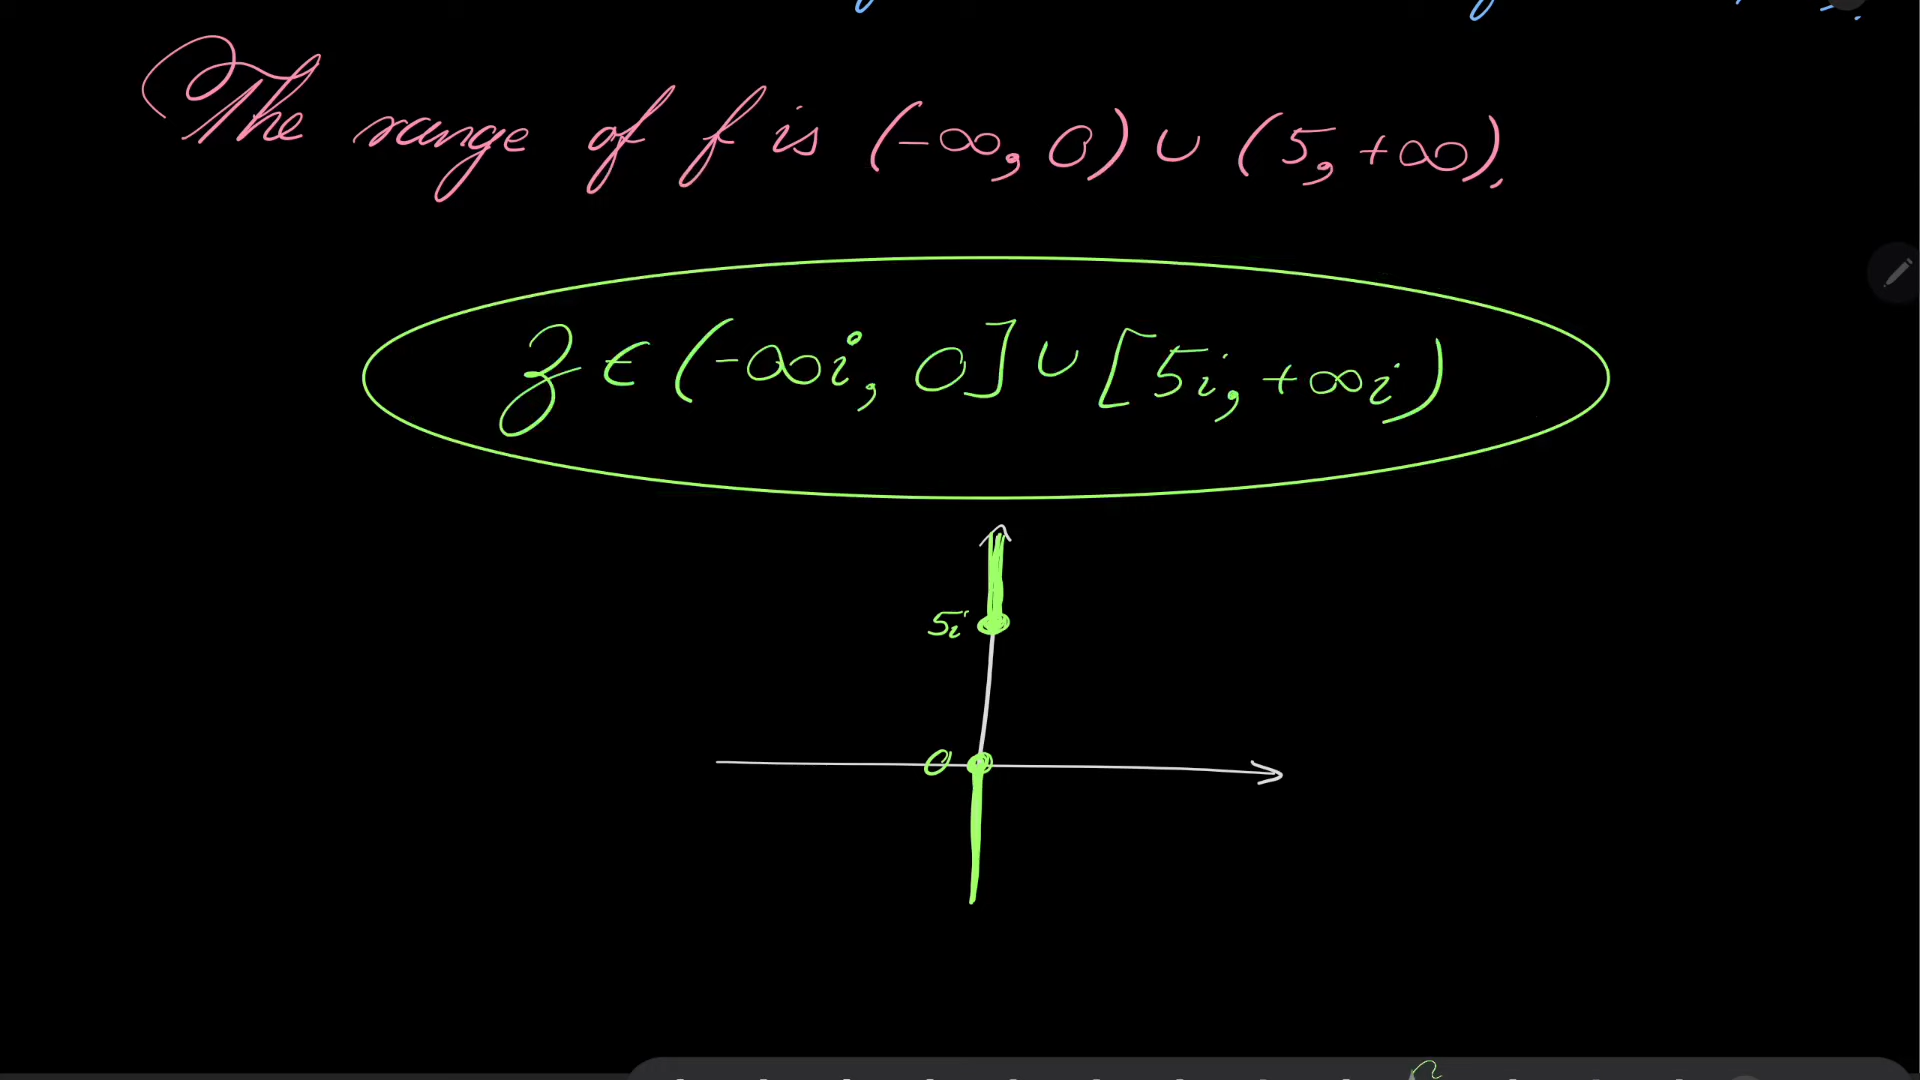 The range of f is (-∞, 0) ∪ (5, +∞).
z ∈ (-∞i, 0] ∪ [5i, +∞i)
5i
0